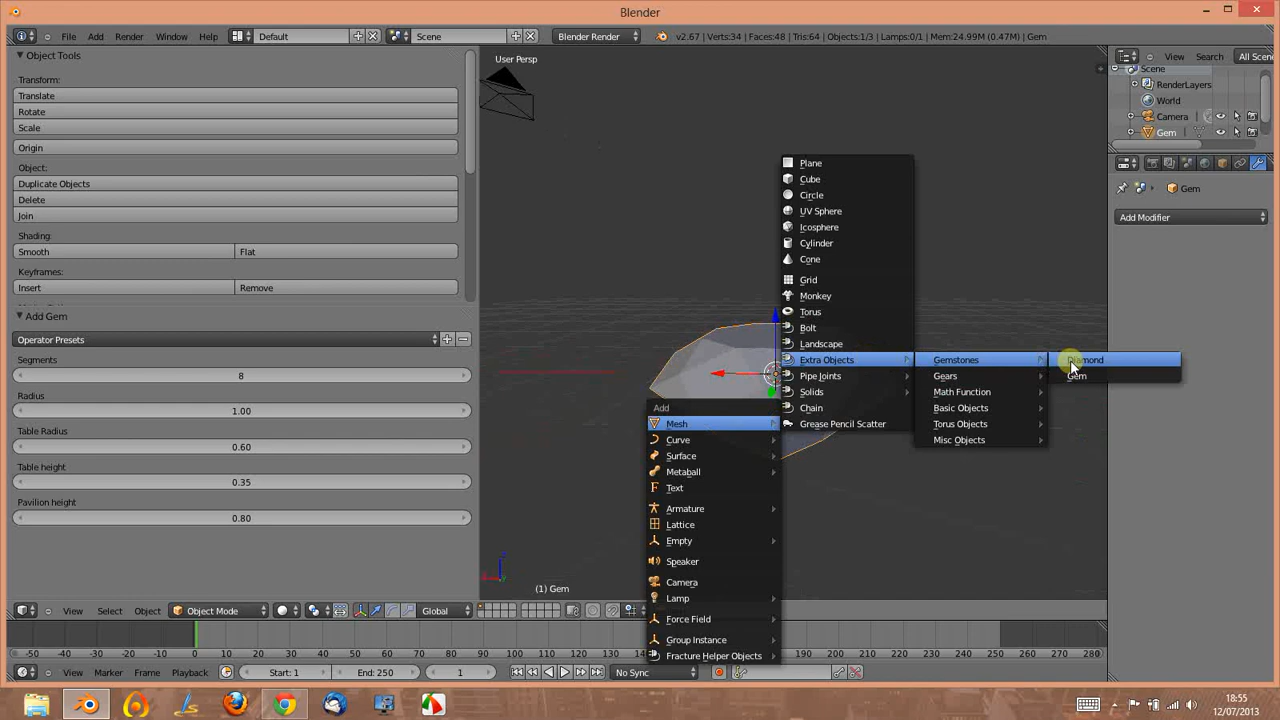 Blender
File Add Render Window Help
Default
Scene
Blender Render
v2.67 | Verts:34 | Faces:48 | Tris:64 | Objects:1/3 | Lamps:0/1 | Mem:24.99M (0.47M) | Gem
Object Tools
Transform:
Translate
Rotate
Scale
Origin
Object:
Duplicate Objects
Delete
Join
Shading:
Smooth Flat
Keyframes:
Insert Remove
Add Gem
Operator Presets
Segments
8
Radius
1.00
Table Radius
0.60
Table height
0.35
Pavilion height
0.80
User Persp
(1) Gem
Add
Mesh
Curve
Surface
Metaball
Text
Armature
Lattice
Empty
Speaker
Camera
Lamp
Force Field
Group Instance
Fracture Helper Objects
Plane
Cube
Circle
UV Sphere
Icosphere
Cylinder
Cone
Grid
Monkey
Torus
Bolt
Landscape
Extra Objects
Pipe Joints
Solids
Chain
Grease Pencil Scatter
Gemstones
Gears
Math Function
Basic Objects
Torus Objects
Misc Objects
Diamond
Gem
View Search All Scen
Scene
RenderLayers
World
Camera
Gem
Gem
Add Modifier
View Select Object Object Mode Global
-50 -40 -30 -20 -10 0 10 20 30 40 50 60 70 80 90 100 110 120 130 140 150 160 170 180 190 200 210 220 230 240 250 260 270 280
View Marker Frame Playback Start: 1 End: 250 1 No Sync
18:55
12/07/2013